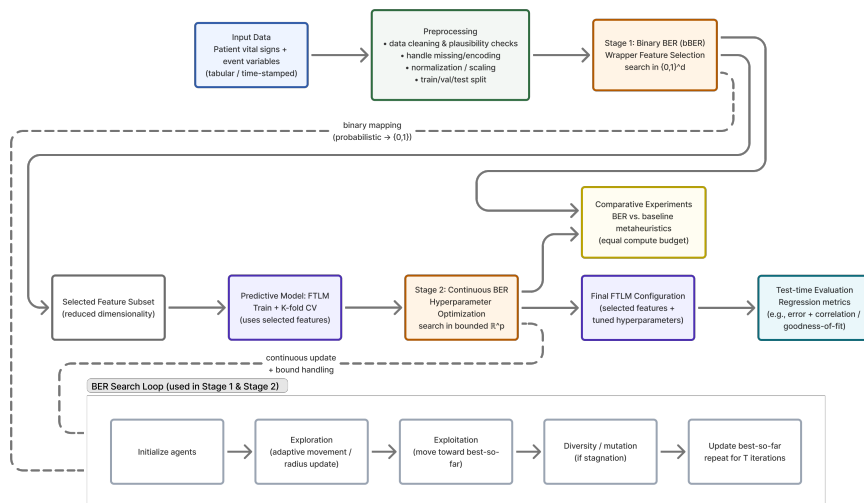 Input Data
Patient vital signs +
event variables
(tabular / time-stamped)
Preprocessing
• data cleaning & plausibility checks
• handle missing/encoding
• normalization / scaling
• train/val/test split
Stage 1: Binary BER (bBER)
Wrapper Feature Selection
search in {0,1}^d
binary mapping
(probabilistic → {0,1})
Comparative Experiments
BER vs. baseline
metaheuristics
(equal compute budget)
Selected Feature Subset
(reduced dimensionality)
Predictive Model: FTLM
Train + K-fold CV
(uses selected features)
Stage 2: Continuous BER
Hyperparameter
Optimization
search in bounded ℝ^p
Final FTLM Configuration
(selected features +
tuned hyperparameters)
Test-time Evaluation
Regression metrics
(e.g., error + correlation /
goodness-of-fit)
continuous update
+ bound handling
BER Search Loop (used in Stage 1 & Stage 2)
Initialize agents
Exploration
(adaptive movement /
radius update)
Exploitation
(move toward best-so-
far)
Diversity / mutation
(if stagnation)
Update best-so-far
repeat for T iterations